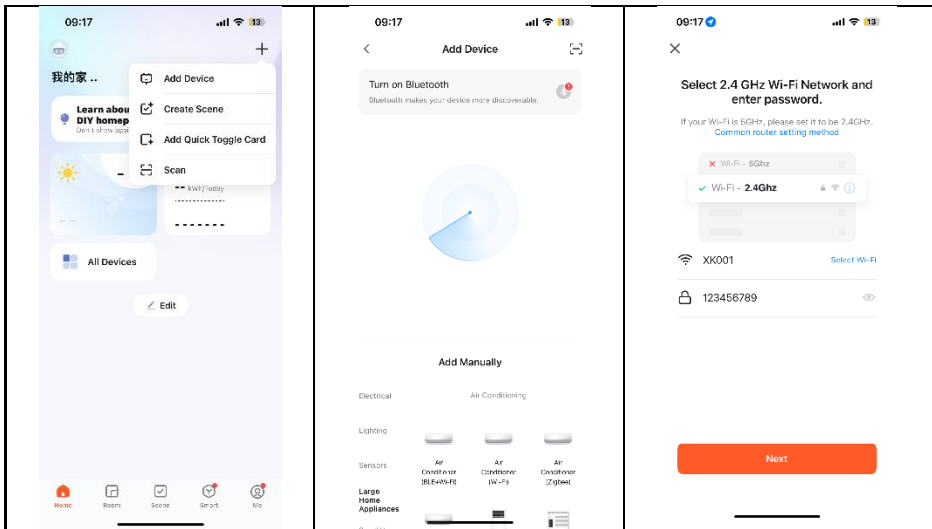 09:17
13
我的家 ..
Add Device
Create Scene
Add Quick Toggle Card
Scan
Learn abou
DIY homep
Don't show agai
kWh/Today
All Devices
Edit
Home
Room
Scene
Smart
Me
09:17
13
Add Device
Turn on Bluetooth
Bluetooth makes your device more discoverable.
Add Manually
Electrical
Lighting
Sensors
Large
Home
Appliances
Air Conditioning
Air
Conditioner
(BLE+Wi-Fi)
Air
Conditioner
(Wi-Fi)
Air
Conditioner
(Zigbee)
09:17
13
Select 2.4 GHz Wi-Fi Network and
enter password.
If your Wi-Fi is 5GHz, please set it to be 2.4GHz.
Common router setting method
Wi-Fi - 5Ghz
Wi-Fi - 2.4Ghz
XK001
Select Wi-Fi
123456789
Next